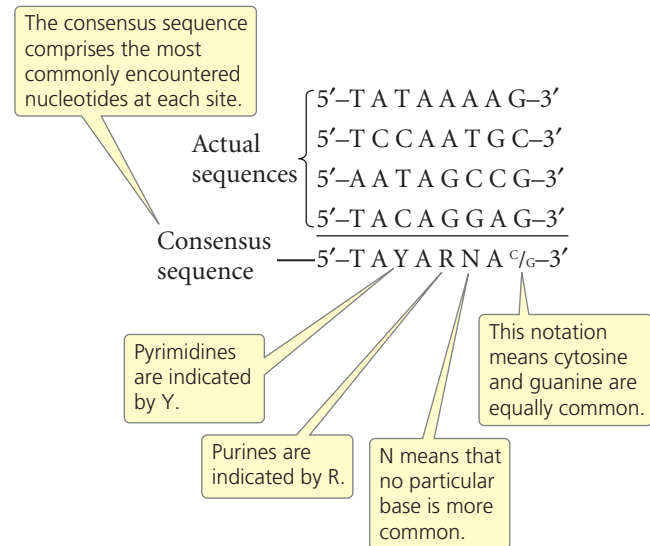 The consensus sequence
comprises the most
commonly encountered
nucleotides at each site.
Actual
sequences
5′–T A T A A A A G–3′
5′–T C C A A T G C–3′
5′–A A T A G C C G–3′
5′–T A C A G G A G–3′
Consensus
sequence
5′–T A Y A R N A C/G–3′
Pyrimidines
are indicated
by Y.
Purines are
indicated by R.
N means that
no particular
base is more
common.
This notation
means cytosine
and guanine are
equally common.